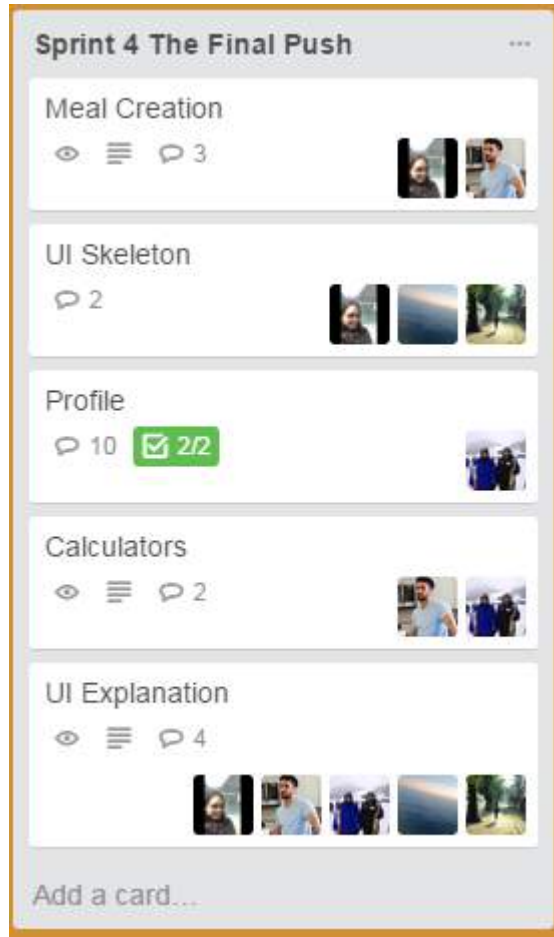 Sprint 4 The Final Push
Meal Creation
3
UI Skeleton
2
Profile
10 2/2
Calculators
2
UI Explanation
4
Add a card...